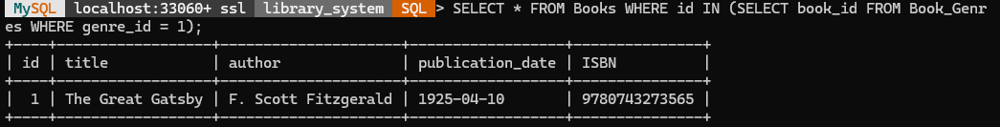 MySQL localhost:33060+ ssl library_system SQL > SELECT * FROM Books WHERE id IN (SELECT book_id FROM Book_Genr
es WHERE genre_id = 1);
+----+------------------+---------------------+------------------+---------------+
| id | title            | author              | publication_date | ISBN          |
+----+------------------+---------------------+------------------+---------------+
|  1 | The Great Gatsby | F. Scott Fitzgerald | 1925-04-10       | 9780743273565 |
+----+------------------+---------------------+------------------+---------------+